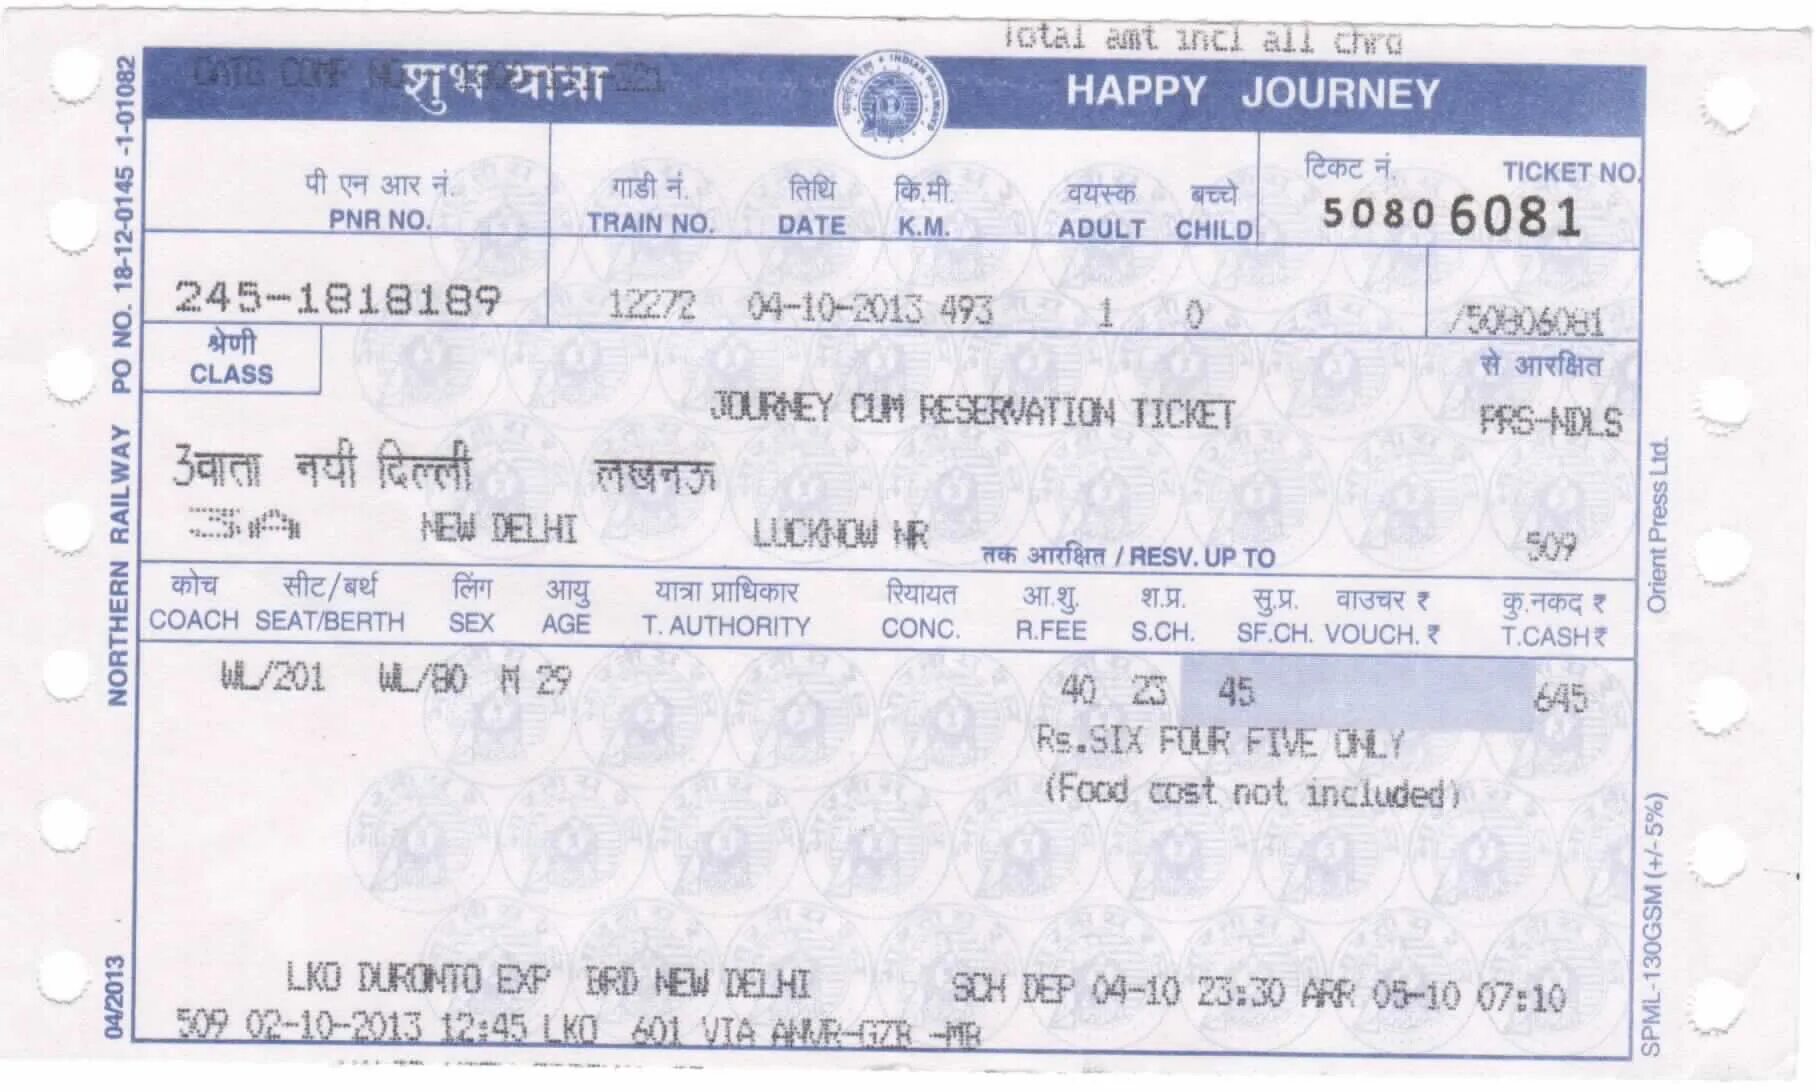 Total amt incl all chrd
शुभ यात्रा HAPPY JOURNEY
पी एन आर नं. गाडी नं. तिथि कि.मी. वयस्क बच्चे टिकट नं. TICKET NO.
PNR NO. TRAIN NO. DATE K.M. ADULT CHILD 50806081
245-1818189 12272 04-10-2013 493 1 0 /50806081
श्रेणी से आरक्षित
CLASS
JOURNEY CUM RESERVATION TICKET PRS-NDLS
3वाता नयी दिल्ली लखनऊ
3A NEW DELHI LUCKNOW NR तक आरक्षित / RESV. UP TO 509
कोच सीट/बर्थ लिंग आयु यात्रा प्राधिकार रियायत आ.शु. श.प्र. सु.प्र. वाउचर ₹ कु.नकद ₹
COACH SEAT/BERTH SEX AGE T. AUTHORITY CONC. R.FEE S.CH. SF.CH. VOUCH. ₹ T.CASH ₹
WL/201 WL/80 M 29 40 23 45 645
Rs.SIX FOUR FIVE ONLY
(Food cost not included)
LKO DURONTO EXP BRD NEW DELHI SCH DEP 04-10 23:30 ARR 05-10 07:10
509 02-10-2013 12:45 LKO 601 VIA ANVR-GZB -MB
04/2013 NORTHERN RAILWAY PO NO. 18-12-0145 -1-01082
SPML-130GSM (+/- 5%) Orient Press Ltd.